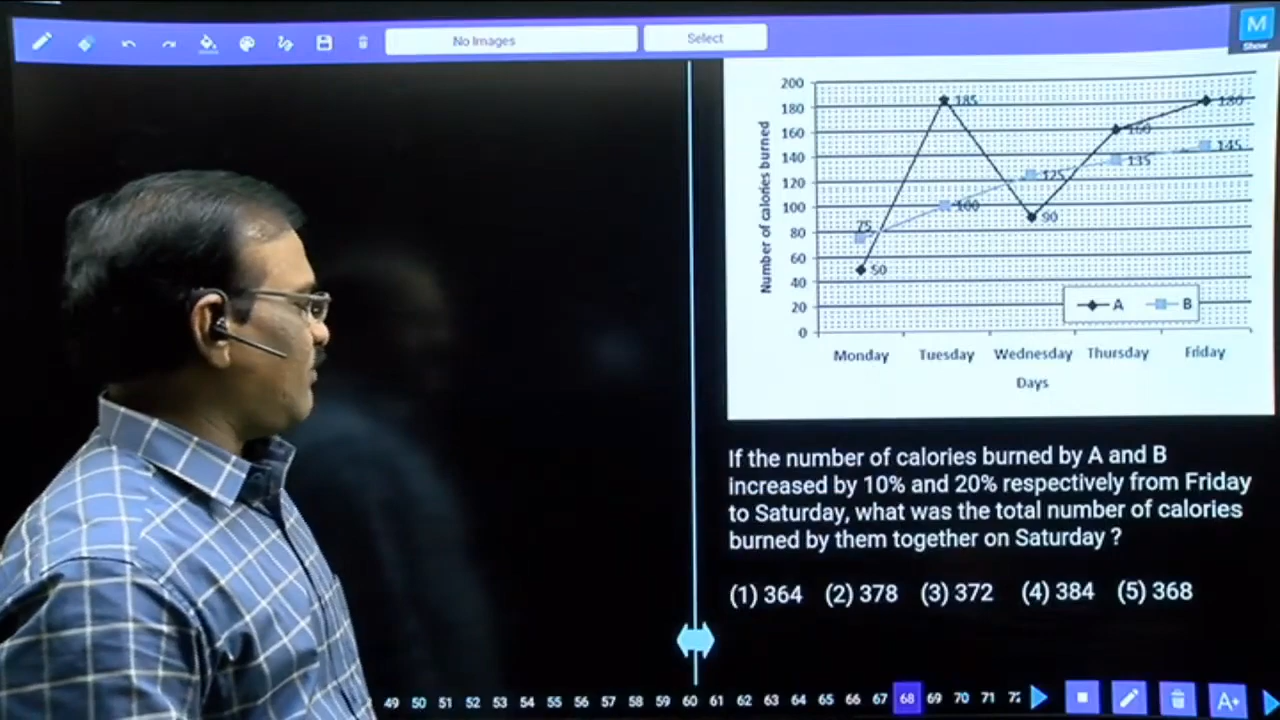 No Images
Select
M
Show
200
180
160
140
120
100
80
60
40
20
0
Number of calories burned
185
180
160
145
135
125
100
90
75
50
A
B
Monday Tuesday Wednesday Thursday Friday
Days
If the number of calories burned by A and B
increased by 10% and 20% respectively from Friday
to Saturday, what was the total number of calories
burned by them together on Saturday ?
(1) 364 (2) 378 (3) 372 (4) 384 (5) 368
49 50 51 52 53 54 55 56 57 58 59 60 61 62 63 64 65 66 67 68 69 70 71
A+